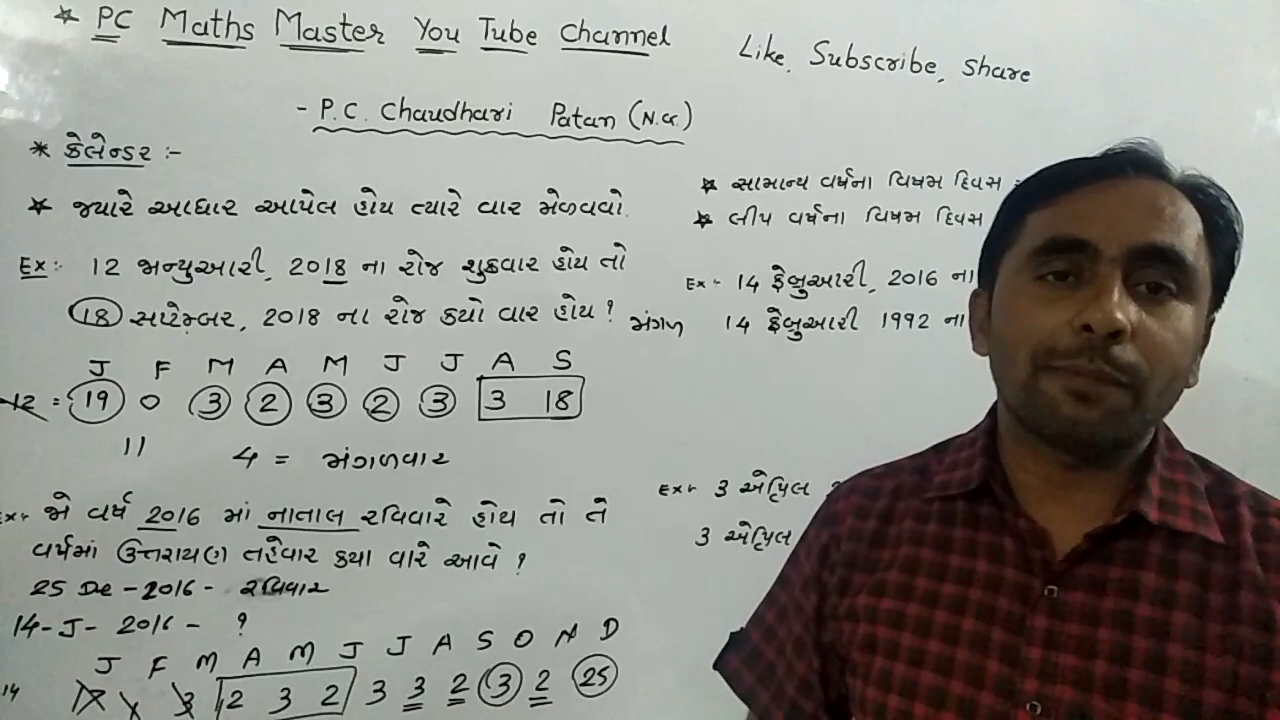 * PC Maths Master You Tube Channel
Like, Subscribe, Share
- P.C. Chaudhari Patan (N.G.)
* કેલેન્ડર :-
* જ્યારે આધાર આપેલ હોય ત્યારે વાર મેળવવો.
Ex:- 12 જાન્યુઆરી, 2018 ના રોજ શુક્રવાર હોય તો
18 સપ્ટેમ્બર, 2018 ના રોજ કયો વાર હોય ? મંગળ
J F M A M J J A S
12 = 19 0 3 2 3 2 3 3 18
11
4 = મંગળવાર
Ex:- જો વર્ષ 2016 માં નાતાલ રવિવારે હોય તો તે
વર્ષમાં ઉત્તરાયણ તહેવાર કયા વારે આવે ?
25 De - 2016 - રવિવાર
14 - J - 2016 - ?
J F M A M J J A S O N D
14 1 3 2 3 2 3 3 2 3 2 25
* સામાન્ય વર્ષના વિષમ દિવસ =
* લીપ વર્ષના વિષમ દિવસ
Ex:- 14 ફેબ્રુઆરી, 2016 ના
14 ફેબ્રુઆરી 1992 ના
Ex:- 3 એપ્રિલ
3 એપ્રિલ